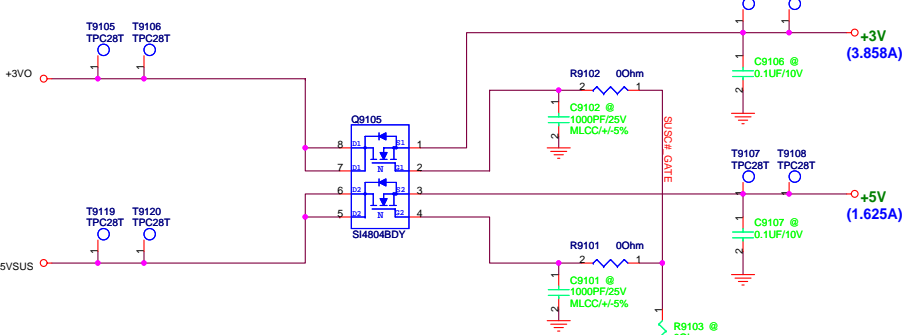 T9105
TPC28T
T9106
TPC28T
1
1
+3VO
1
1
+3V
(3.858A)
C9106 @
0.1UF/10V
1
2
R9102 0Ohm
2
1
C9102 @
1000PF/25V
MLCC/+/-5%
1
2
SUSC#_GATE
Q9105
8 D1 S1 1
7 D1 N G1 2
6 D2 S2 3
5 D2 N G2 4
SI4804BDY
T9107
TPC28T
T9108
TPC28T
1
1
+5V
(1.625A)
C9107 @
0.1UF/10V
1
2
T9119
TPC28T
T9120
TPC28T
1
1
5VSUS
R9101 0Ohm
2
1
C9101 @
1000PF/25V
MLCC/+/-5%
1
2
1
R9103 @